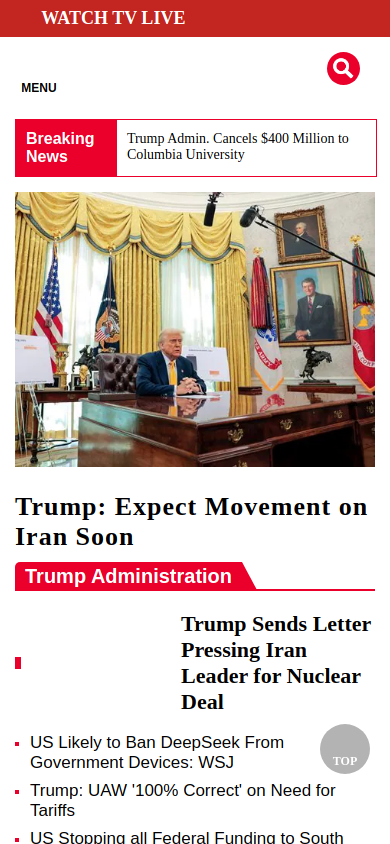 WATCH TV LIVE
MENU
Breaking
News
Trump Admin. Cancels $400 Million to
Columbia University
Trump: Expect Movement on
Iran Soon
Trump Administration
Trump Sends Letter
Pressing Iran
Leader for Nuclear
Deal
US Likely to Ban DeepSeek From
Government Devices: WSJ
TOP
Trump: UAW '100% Correct' on Need for
Tariffs
US Stopping all Federal Funding to South